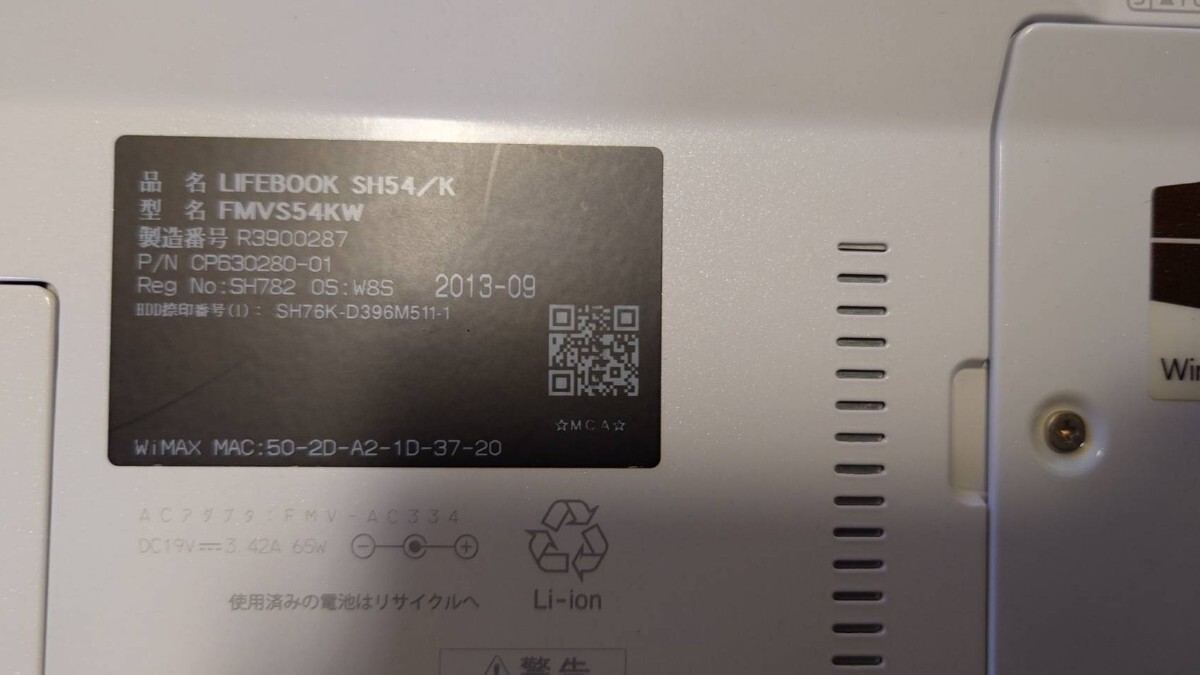 品 名 LIFEBOOK SH54/K
型 名 FMVS54KW
製造番号 R3900287
P/N CP630280-01
Reg No:SH782 OS:W8S 2013-09
HDD捺印番号(1): SH76K-D396M511-1
☆MCA☆
WiMAX MAC:50-2D-A2-1D-37-20
ACアダプタ:FMV-AC334
DC19V⎓3.42A 65W
使用済みの電池はリサイクルへ
Li-ion
警告